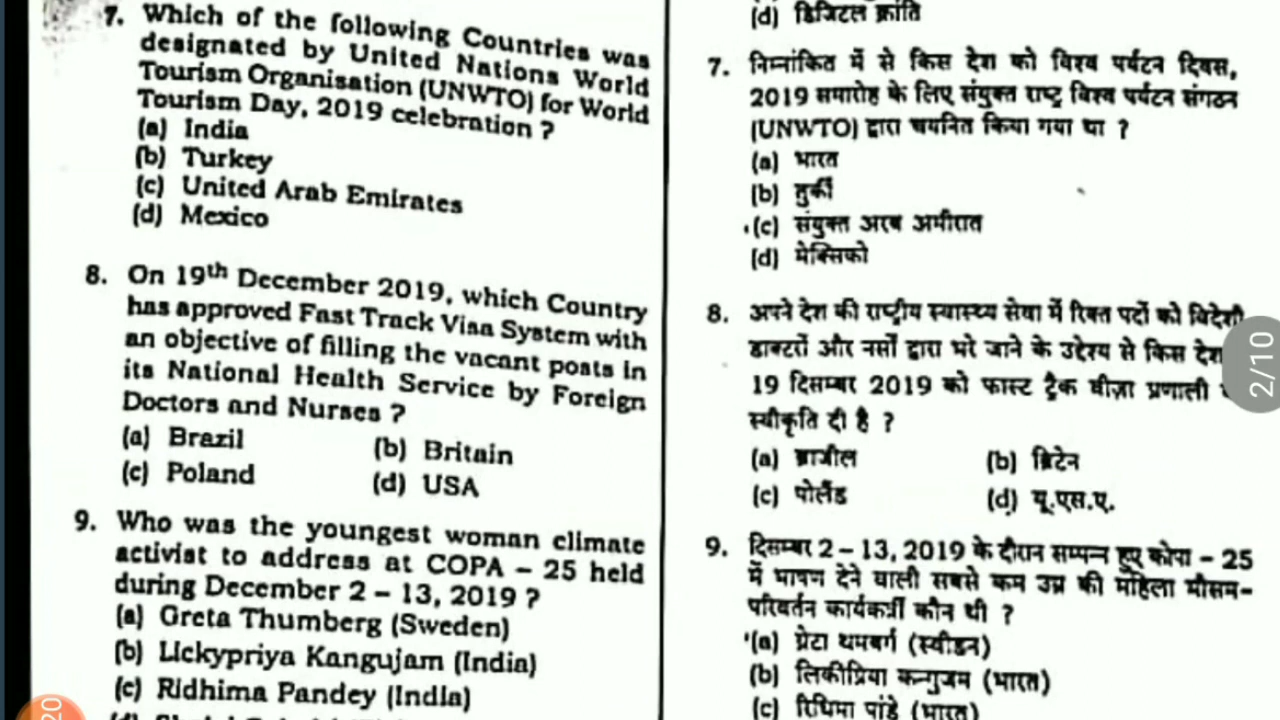 7. Which of the following Countries was
designated by United Nations World
Tourism Organisation (UNWTO) for World
Tourism Day, 2019 celebration ?
(a) India
(b) Turkey
(c) United Arab Emirates
(d) Mexico
8. On 19th December 2019, which Country
has approved Fast Track Visa System with
an objective of filling the vacant posts in
its National Health Service by Foreign
Doctors and Nurses ?
(a) Brazil (b) Britain
(c) Poland (d) USA
9. Who was the youngest woman climate
activist to address at COPA – 25 held
during December 2 – 13, 2019 ?
(a) Greta Thumberg (Sweden)
(b) Lickypriya Kangujam (India)
(c) Ridhima Pandey (India)
(d) डिजिटल क्रांति
7. निम्नांकित में से किस देश को विश्व पर्यटन दिवस,
2019 समारोह के लिए संयुक्त राष्ट्र विश्व पर्यटन संगठन
(UNWTO) द्वारा चयनित किया गया था ?
(a) भारत
(b) तुर्की
(c) संयुक्त अरब अमीरात
(d) मेक्सिको
8. अपने देश की राष्ट्रीय स्वास्थ्य सेवा में रिक्त पदों को विदेशी
डाक्टरों और नर्सों द्वारा भरे जाने के उद्देश्य से किस देश
19 दिसम्बर 2019 को फास्ट ट्रैक वीज़ा प्रणाली
स्वीकृति दी है ?
(a) ब्राजील (b) ब्रिटेन
(c) पोलैंड (d) यू.एस.ए.
9. दिसम्बर 2 – 13, 2019 के दौरान सम्पन्न हुए कोपा – 25
में भाषण देने वाली सबसे कम उम्र की महिला मौसम-
परिवर्तन कार्यकर्त्री कौन थी ?
(a) ग्रेटा थमबर्ग (स्वीडन)
(b) लिकीप्रिया कन्गुजम (भारत)
(c) रिधिमा पांडे (भारत)
2/10
20